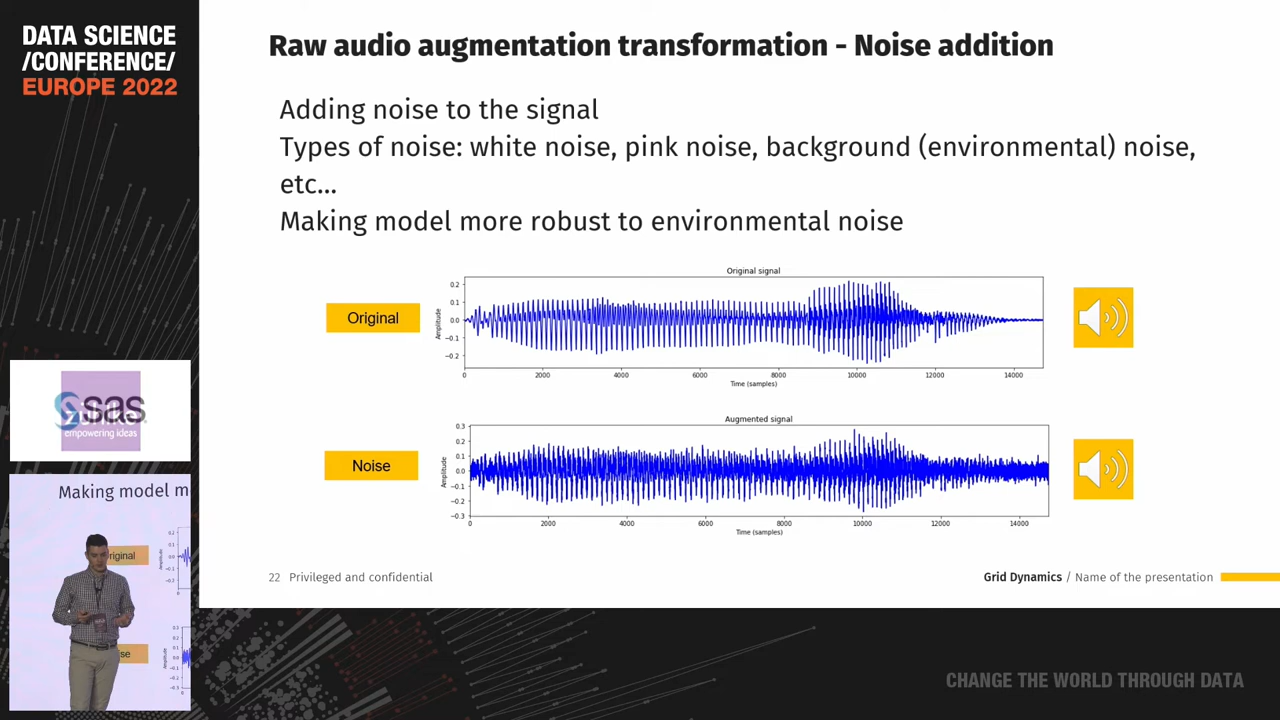 DATA SCIENCE
/CONFERENCE/
EUROPE 2022
Raw audio augmentation transformation - Noise addition
Adding noise to the signal
Types of noise: white noise, pink noise, background (environmental) noise,
etc...
Making model more robust to environmental noise
Original signal
Original
Amplitude
0.2
0.1
0.0
−0.1
−0.2
0 2000 4000 6000 8000 10000 12000 14000
Time (samples)
Augmented signal
Noise
Amplitude
0.3
0.2
0.1
0.0
−0.1
−0.2
−0.3
0 2000 4000 6000 8000 10000 12000 14000
Time (samples)
22 Privileged and confidential
Grid Dynamics / Name of the presentation
sas
empowering ideas
Making model m
riginal
Amplitude
se
Amplitude
CHANGE THE WORLD THROUGH DATA